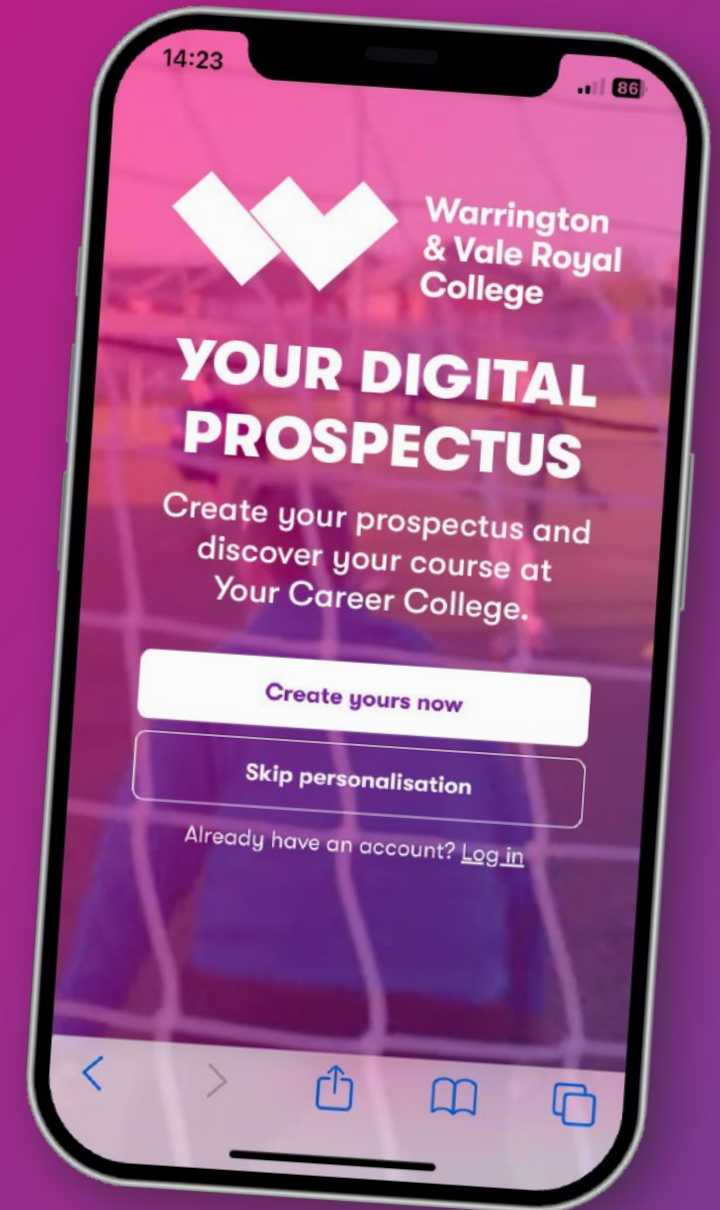 14:23
86
Warrington
& Vale Royal
College
YOUR DIGITAL
PROSPECTUS
Create your prospectus and
discover your course at
Your Career College.
Create yours now
Skip personalisation
Already have an account? Log in